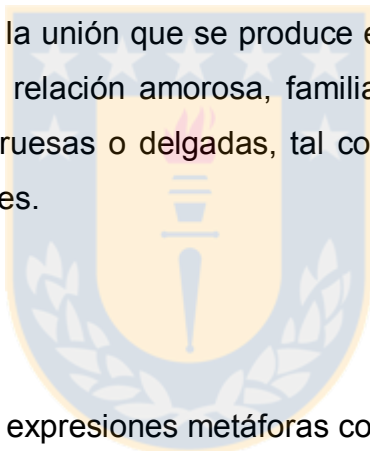 la unión que se produce e
relación amorosa, familia
ruesas o delgadas, tal co
es.
expresiones metáforas co